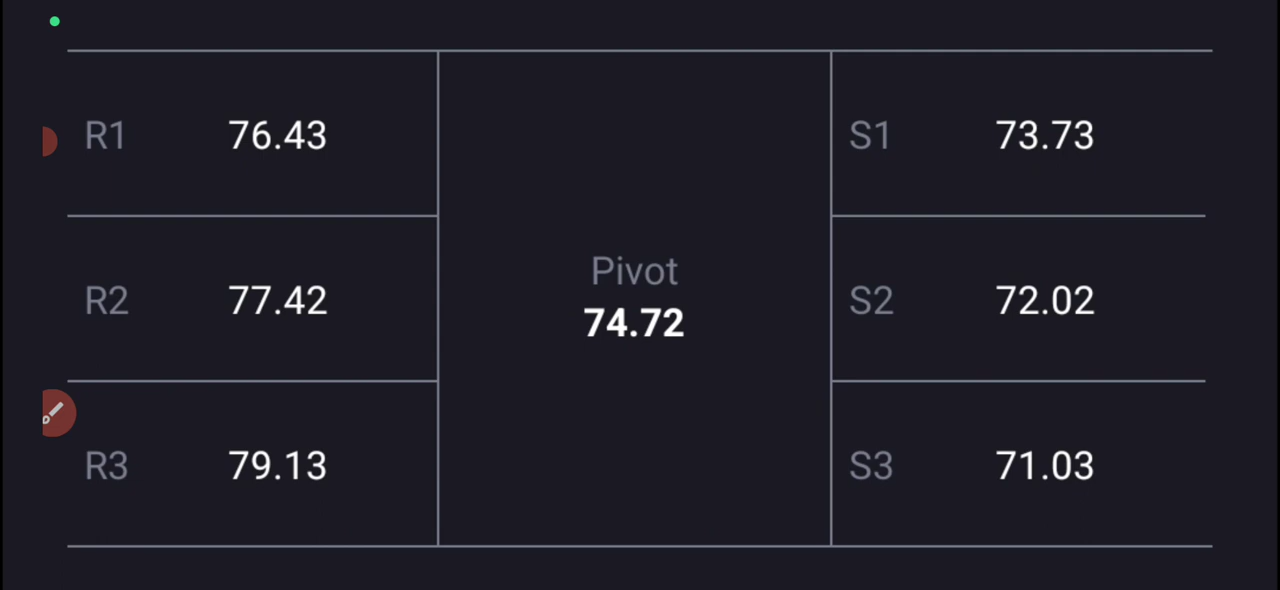 R1 76.43
R2 77.42
R3 79.13
Pivot
74.72
S1 73.73
S2 72.02
S3 71.03